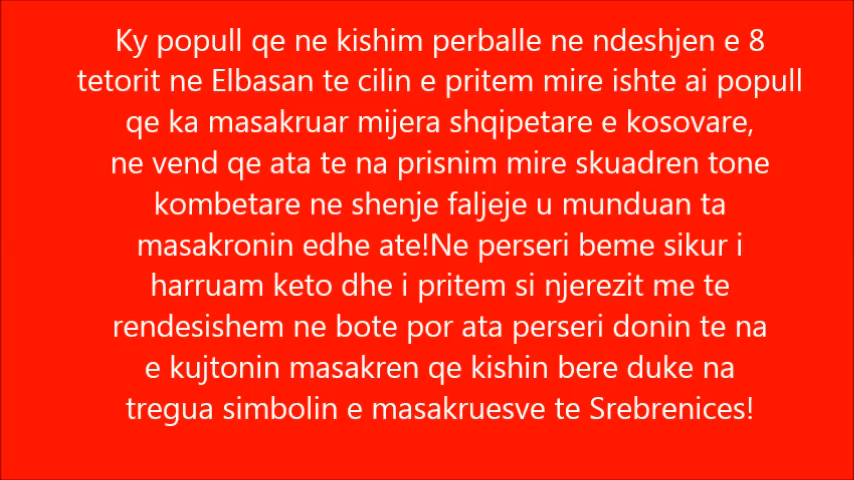 Ky popull qe ne kishim perballe ne ndeshjen e 8
tetorit ne Elbasan te cilin e pritem mire ishte ai popull
qe ka masakruar mijera shqipetare e kosovare,
ne vend qe ata te na prisnim mire skuadren tone
kombetare ne shenje faljeje u munduan ta
masakronin edhe ate!Ne perseri beme sikur i
harruam keto dhe i pritem si njerezit me te
rendesishem ne bote por ata perseri donin te na
e kujtonin masakren qe kishin bere duke na
tregua simbolin e masakruesve te Srebrenices!